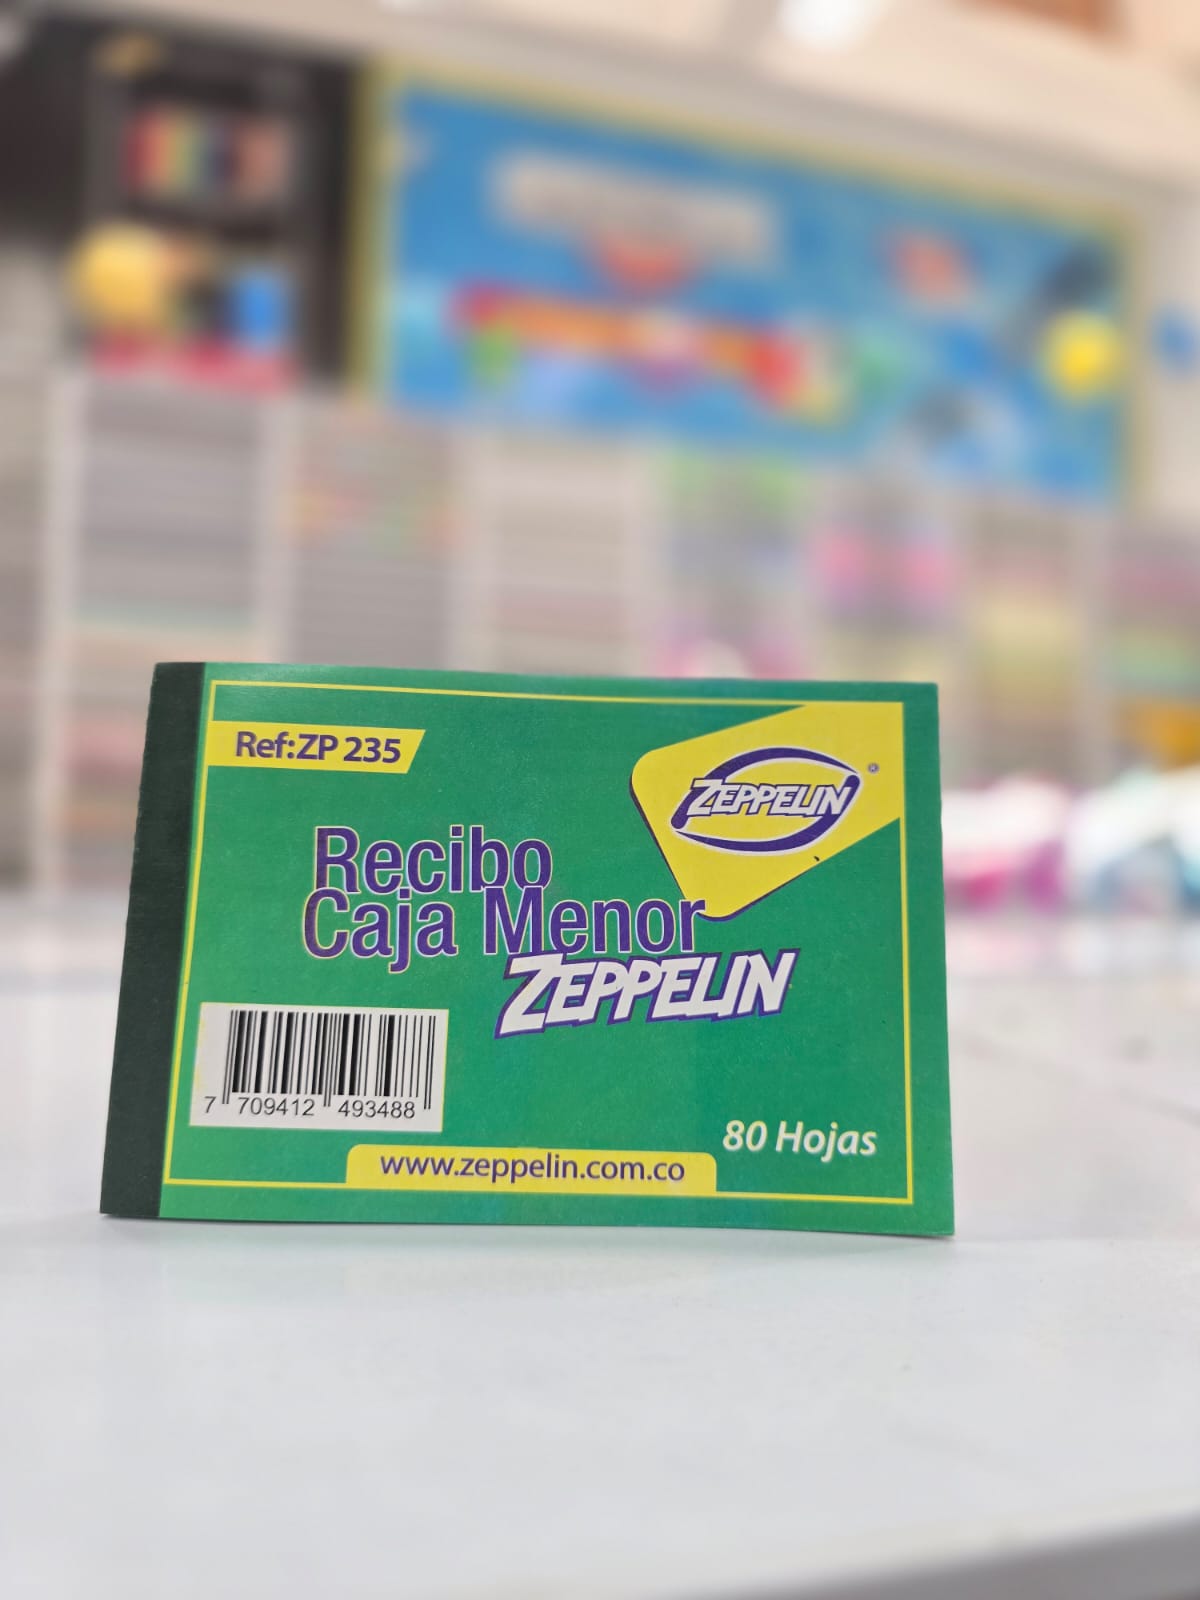 Ref:ZP 235
ZEPPELIN
®
Recibo
Caja Menor
ZEPPELIN
7 709412 493488
80 Hojas
www.zeppelin.com.co